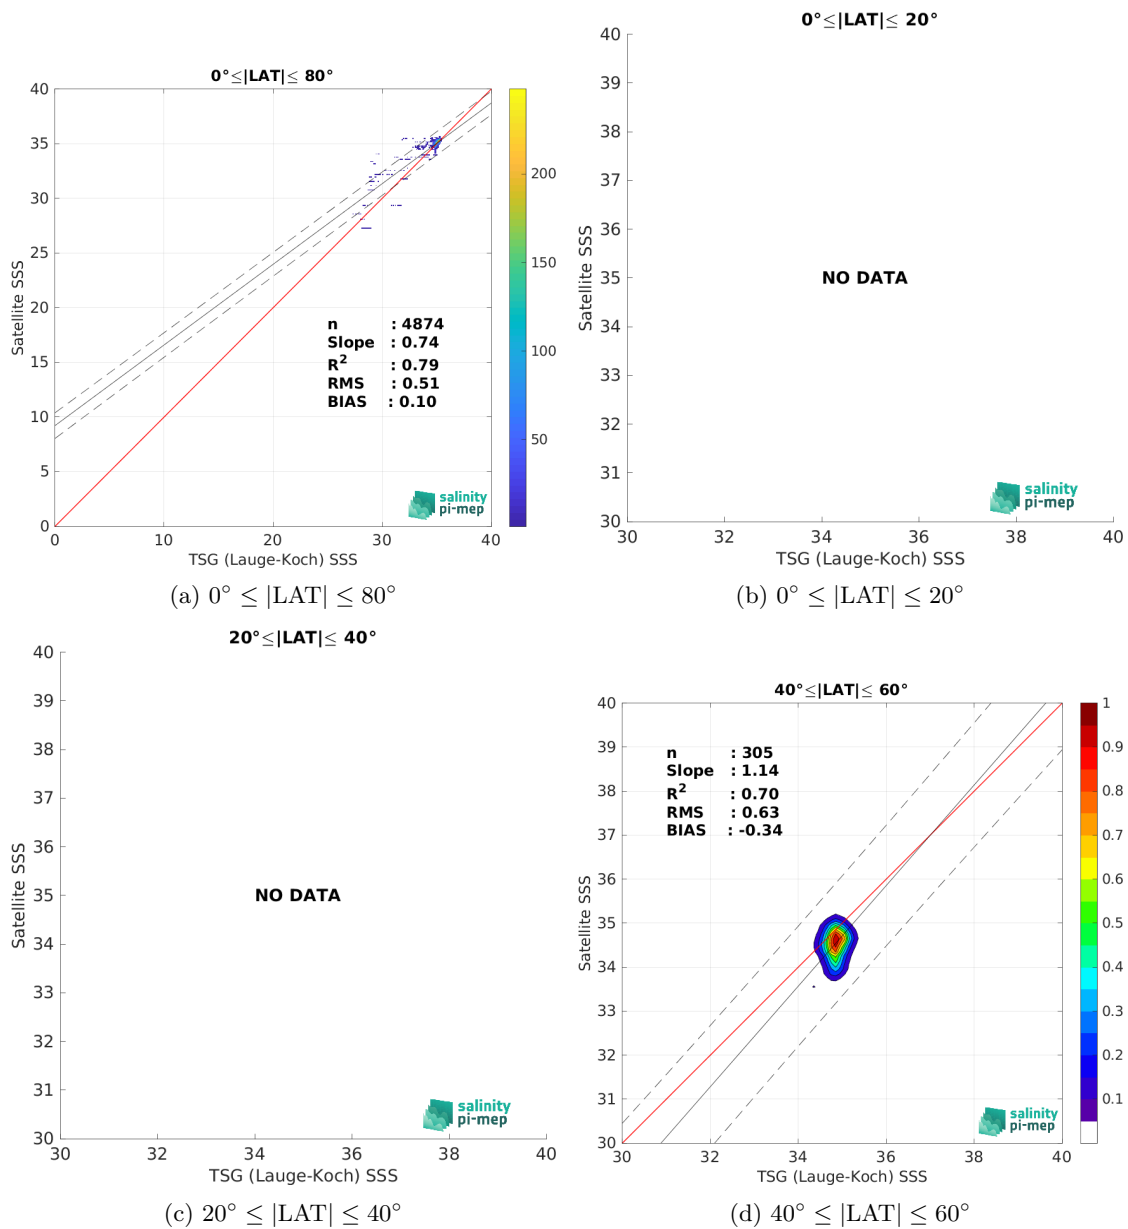 0°≤|LAT|≤ 80°
40
35
30
25
20
15
10
5
0
Satellite SSS
0
10
20
30
40
TSG (Lauge-Koch) SSS
200
150
100
50
n : 4874
Slope : 0.74
R2 : 0.79
RMS : 0.51
BIAS : 0.10
salinity
pi-mep
(a) 0° ≤ |LAT| ≤ 80°
0°≤|LAT|≤ 20°
40
39
38
37
36
35
34
33
32
31
30
Satellite SSS
NO DATA
30
32
34
36
38
40
TSG (Lauge-Koch) SSS
salinity
pi-mep
(b) 0° ≤ |LAT| ≤ 20°
20°≤|LAT|≤ 40°
40
39
38
37
36
35
34
33
32
31
30
Satellite SSS
NO DATA
30
32
34
36
38
40
TSG (Lauge-Koch) SSS
salinity
pi-mep
(c) 20° ≤ |LAT| ≤ 40°
40°≤|LAT|≤ 60°
40
39
38
37
36
35
34
33
32
31
30
Satellite SSS
n : 305
Slope : 1.14
R2 : 0.70
RMS : 0.63
BIAS : -0.34
30
32
34
36
38
40
TSG (Lauge-Koch) SSS
1
0.9
0.8
0.7
0.6
0.5
0.4
0.3
0.2
0.1
salinity
pi-mep
(d) 40° ≤ |LAT| ≤ 60°